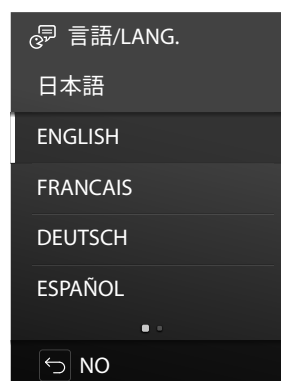 言語/LANG.
日本語
ENGLISH
FRANCAIS
DEUTSCH
ESPAÑOL
NO